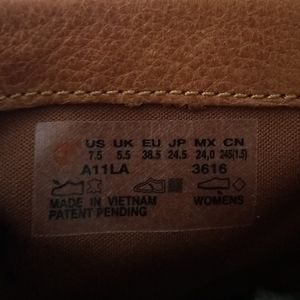 US UK EU JP MX CN
7.5 5.5 38.5 24.5 24,0 245(1.5)
A11LA 3616
MADE IN VIETNAM WOMENS
PATENT PENDING